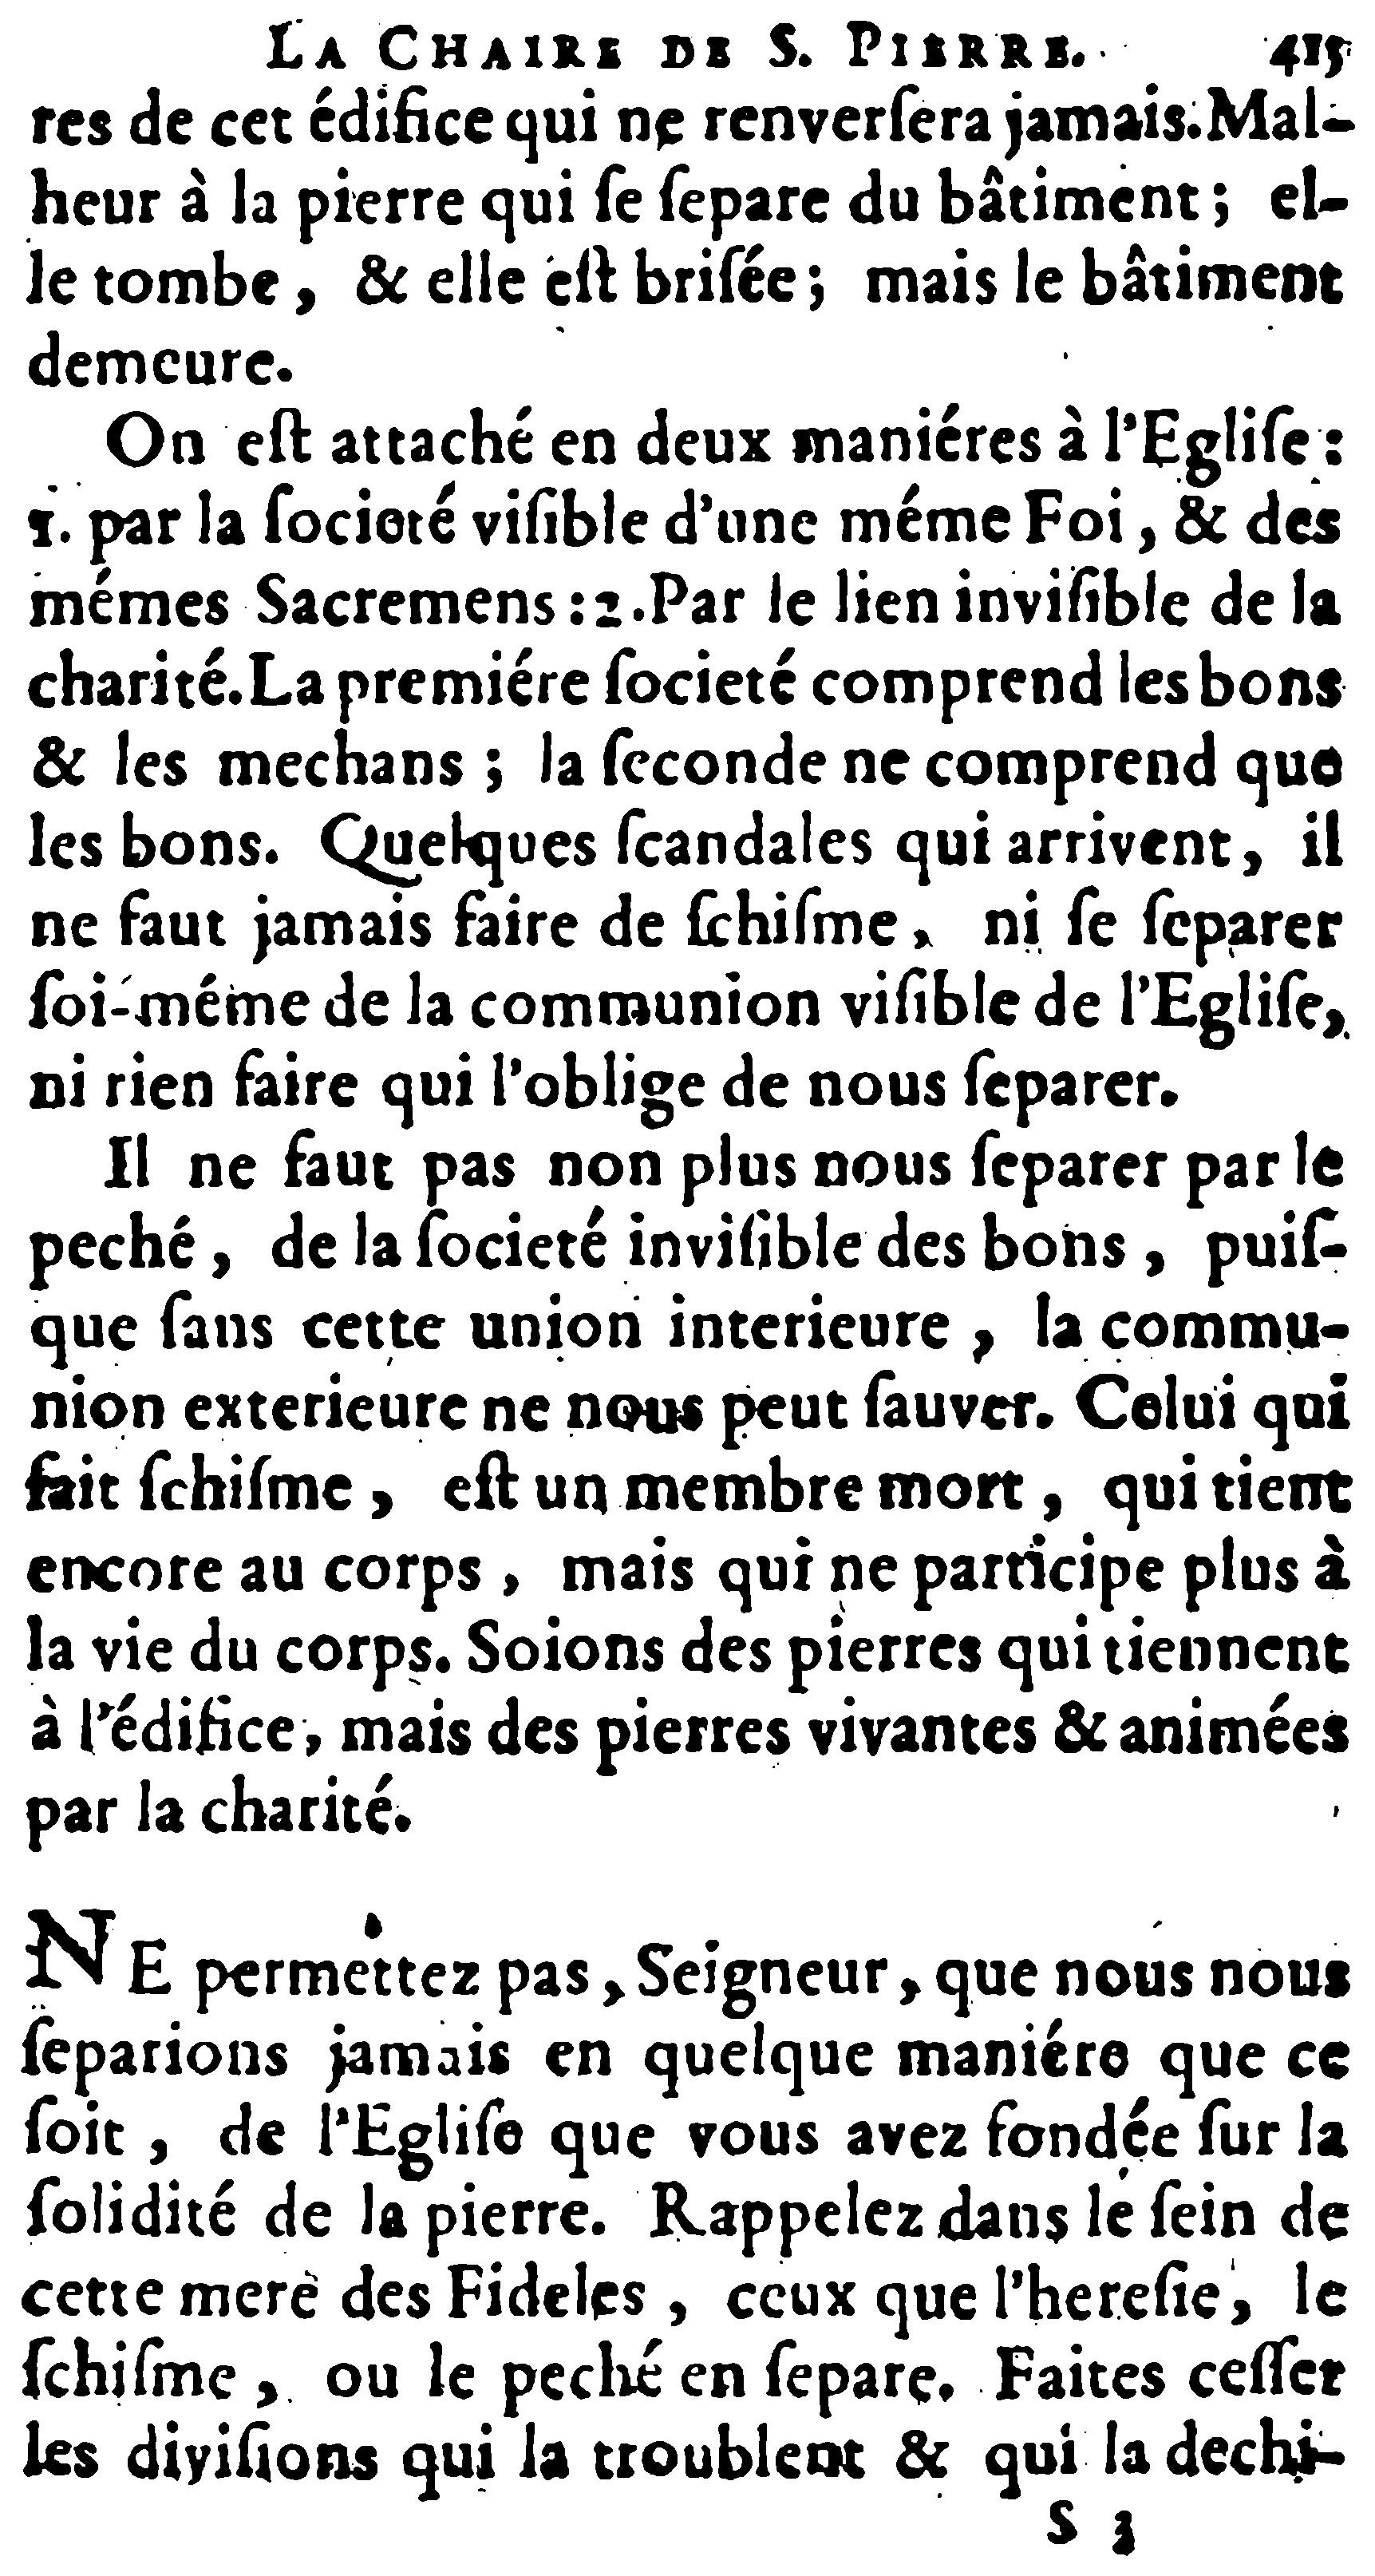 LA CHAIRE DE S. PIERRE. 415
res de cet édifice qui ne renverſera jamais. Mal-
heur à la pierre qui ſe ſepare du bâtiment ; el-
le tombe , & elle eſt briſée ; mais le bâtiment
demeure.
On eſt attaché en deux maniéres à l'Egliſe :
1. par la ſocieté viſible d'une méme Foi , & des
mémes Sacremens : 2. Par le lien inviſible de la
charité. La premiére ſocieté comprend les bons
& les mechans ; la ſeconde ne comprend que
les bons. Quelques ſcandales qui arrivent , il
ne faut jamais faire de ſchiſme , ni ſe ſeparer
ſoi-méme de la communion viſible de l'Egliſe,
ni rien faire qui l'oblige de nous ſeparer.
Il ne faut pas non plus nous ſeparer par le
peché , de la ſocieté inviſible des bons , puiſ-
que ſans cette union interieure , la commu-
nion exterieure ne nous peut ſauver. Celui qui
fait ſchiſme , eſt un membre mort , qui tient
encore au corps , mais qui ne participe plus à
la vie du corps. Soions des pierres qui tiennent
à l'édifice , mais des pierres vivantes & animées
par la charité.
NE permettez pas , Seigneur , que nous nous
ſeparions jamais en quelque maniére que ce
ſoit , de l'Egliſe que vous avez fondée ſur la
ſolidité de la pierre. Rappelez dans le ſein de
cette mere des Fideles , ceux que l'hereſie , le
ſchiſme , ou le peché en ſepare. Faites ceſſer
les diviſions qui la troublent & qui la dechi-
S 3